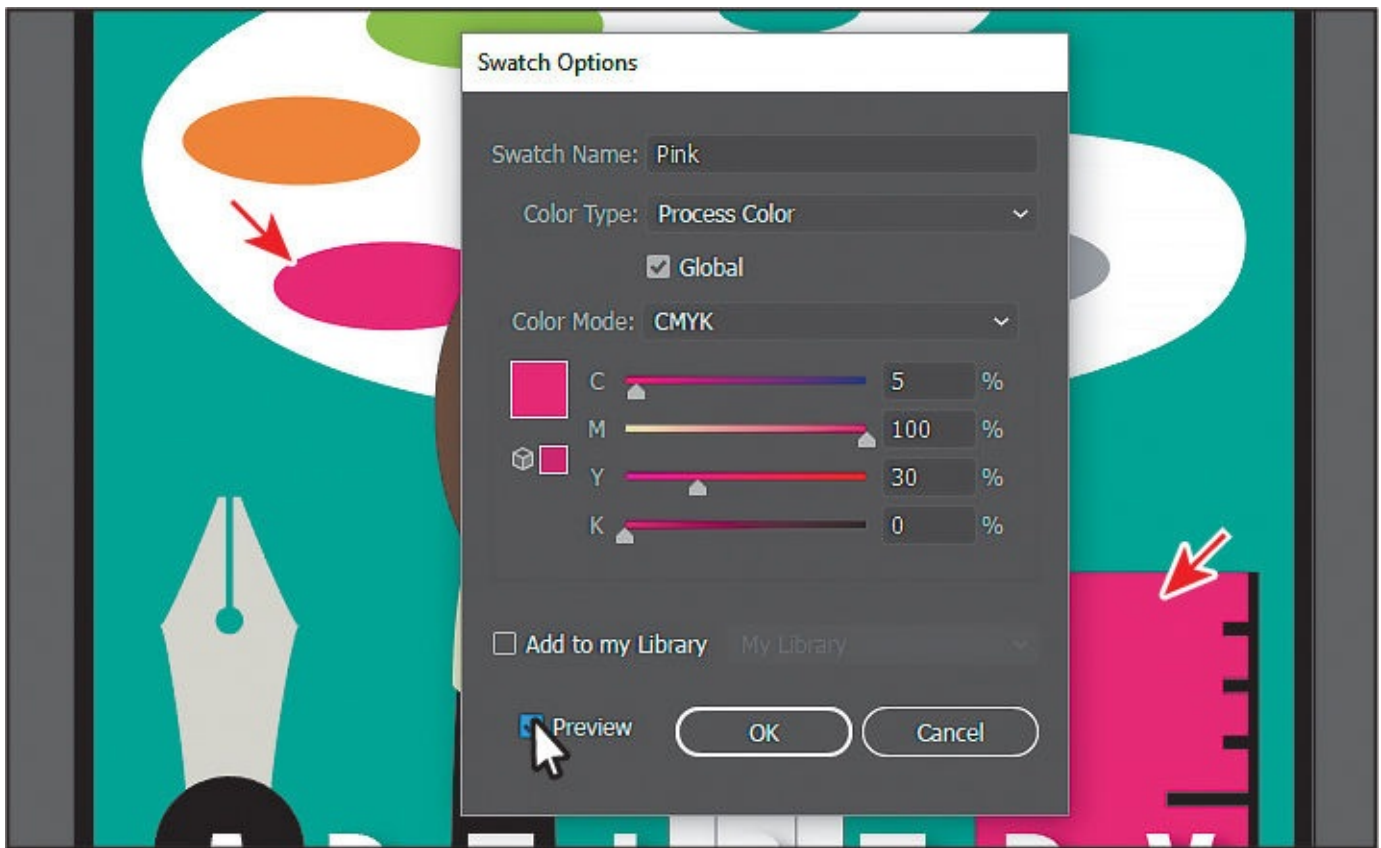 Swatch Options
Swatch Name: Pink
Color Type: Process Color
Global
Color Mode: CMYK
C 5 %
M 100 %
Y 30 %
K 0 %
Add to my Library My Library
Preview OK Cancel